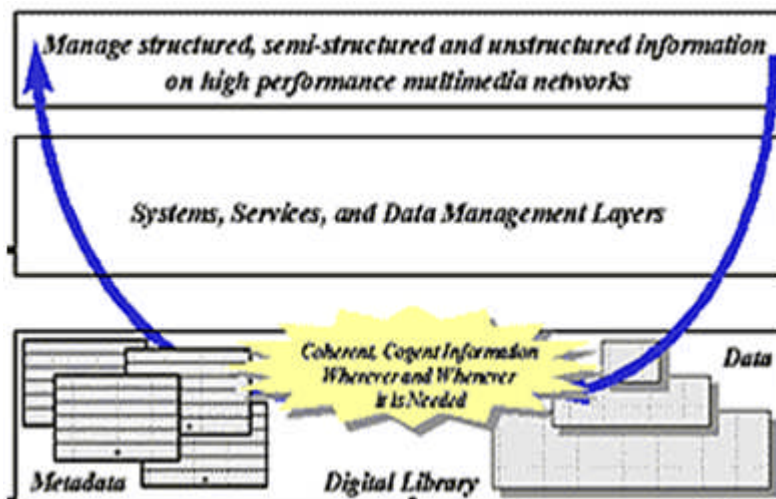 Manage structured, semi-structured and unstructured information
on high performance multimedia networks
Systems, Services, and Data Management Layers
Coherent, Cogent Information
Wherever and Whenever
it is Needed
Data
Metadata
Digital Library